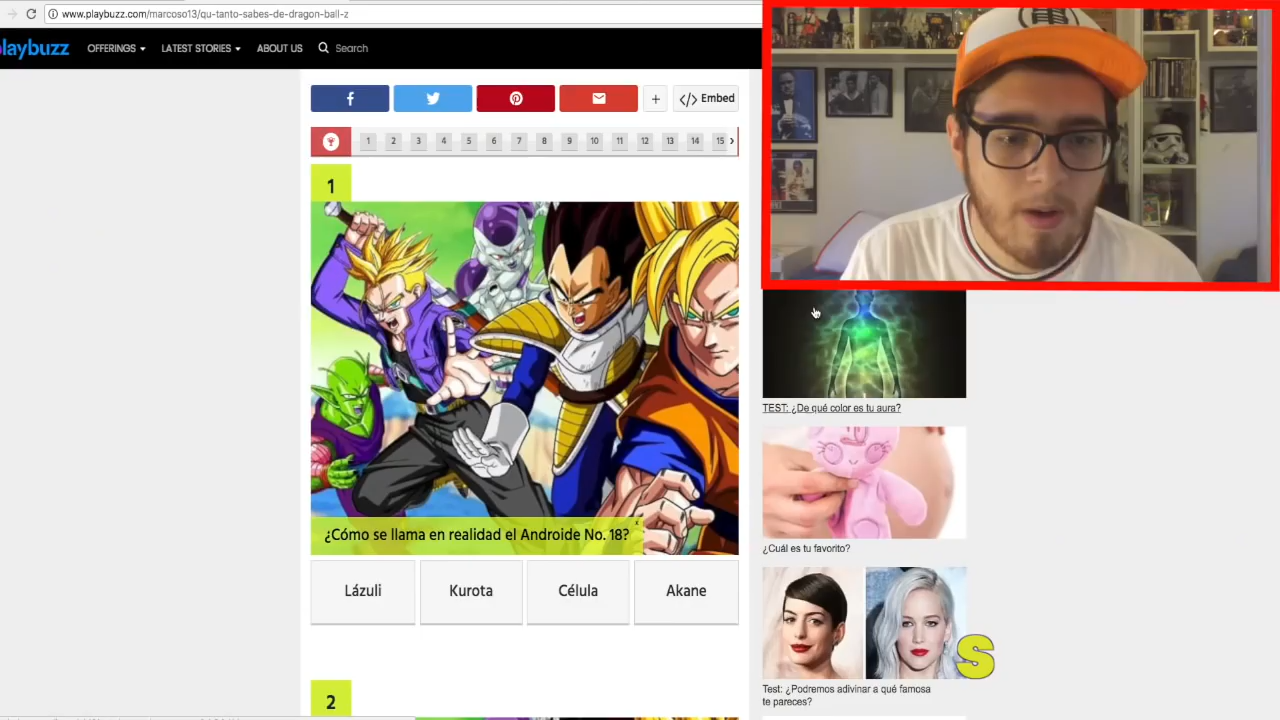 www.playbuzz.com/marcoso13/qu-tanto-sabes-de-dragon-ball-z
laybuzz OFFERINGS LATEST STORIES ABOUT US Search
+ </> Embed
1 2 3 4 5 6 7 8 9 10 11 12 13 14 15
1
¿Cómo se llama en realidad el Androide No. 18?
x
Lázuli Kurota Célula Akane
2
TEST: ¿De qué color es tu aura?
¿Cuál es tu favorito?
S
Test: ¿Podremos adivinar a qué famosa
te pareces?